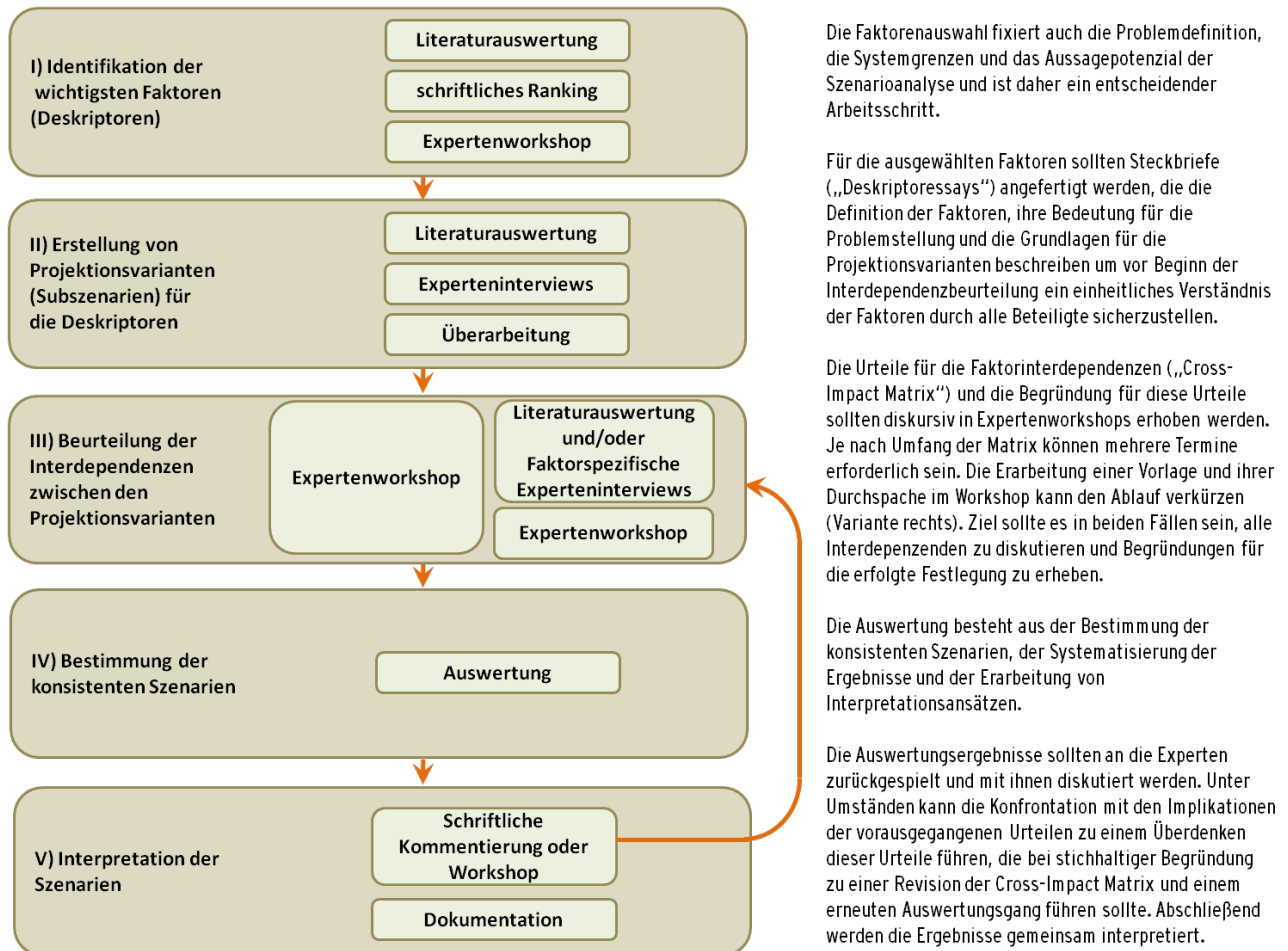 I) Identifikation der
wichtigsten Faktoren
(Deskriptoren)
Literaturauswertung
schriftliches Ranking
Expertenworkshop
Die Faktorenauswahl fixiert auch die Problemdefinition,
die Systemgrenzen und das Aussagepotenzial der
Szenarioanalyse und ist daher ein entscheidender
Arbeitsschritt.
II) Erstellung von
Projektionsvarianten
(Subszenarien) für
die Deskriptoren
Literaturauswertung
Experteninterviews
Überarbeitung
Für die ausgewählten Faktoren sollten Steckbriefe
(„Deskriptoressays“) angefertigt werden, die die
Definition der Faktoren, ihre Bedeutung für die
Problemstellung und die Grundlagen für die
Projektionsvarianten beschreiben um vor Beginn der
Interdependenzbeurteilung ein einheitliches Verständnis
der Faktoren durch alle Beteiligte sicherzustellen.
III) Beurteilung der
Interdependenzen
zwischen den
Projektionsvarianten
Expertenworkshop
Literaturauswertung
und/oder
Faktorspezifische
Experteninterviews
Expertenworkshop
Die Urteile für die Faktorinterdependenzen („Cross-
Impact Matrix“) und die Begründung für diese Urteile
sollten diskursiv in Expertenworkshops erhoben werden.
Je nach Umfang der Matrix können mehrere Termine
erforderlich sein. Die Erarbeitung einer Vorlage und ihrer
Durchspache im Workshop kann den Ablauf verkürzen
(Variante rechts). Ziel sollte es in beiden Fällen sein, alle
Interdepenzenden zu diskutieren und Begründungen für
die erfolgte Festlegung zu erheben.
IV) Bestimmung der
konsistenten Szenarien
Auswertung
Die Auswertung besteht aus der Bestimmung der
konsistenten Szenarien, der Systematisierung der
Ergebnisse und der Erarbeitung von
Interpretationsansätzen.
V) Interpretation der
Szenarien
Schriftliche
Kommentierung oder
Workshop
Dokumentation
Die Auswertungsergebnisse sollten an die Experten
zurückgespielt und mit ihnen diskutiert werden. Unter
Umständen kann die Konfrontation mit den Implikationen
der vorausgegangenen Urteilen zu einem Überdenken
dieser Urteile führen, die bei stichhaltiger Begründung
zu einer Revision der Cross-Impact Matrix und einem
erneuten Auswertungsgang führen sollte. Abschließend
werden die Ergebnisse gemeinsam interpretiert.